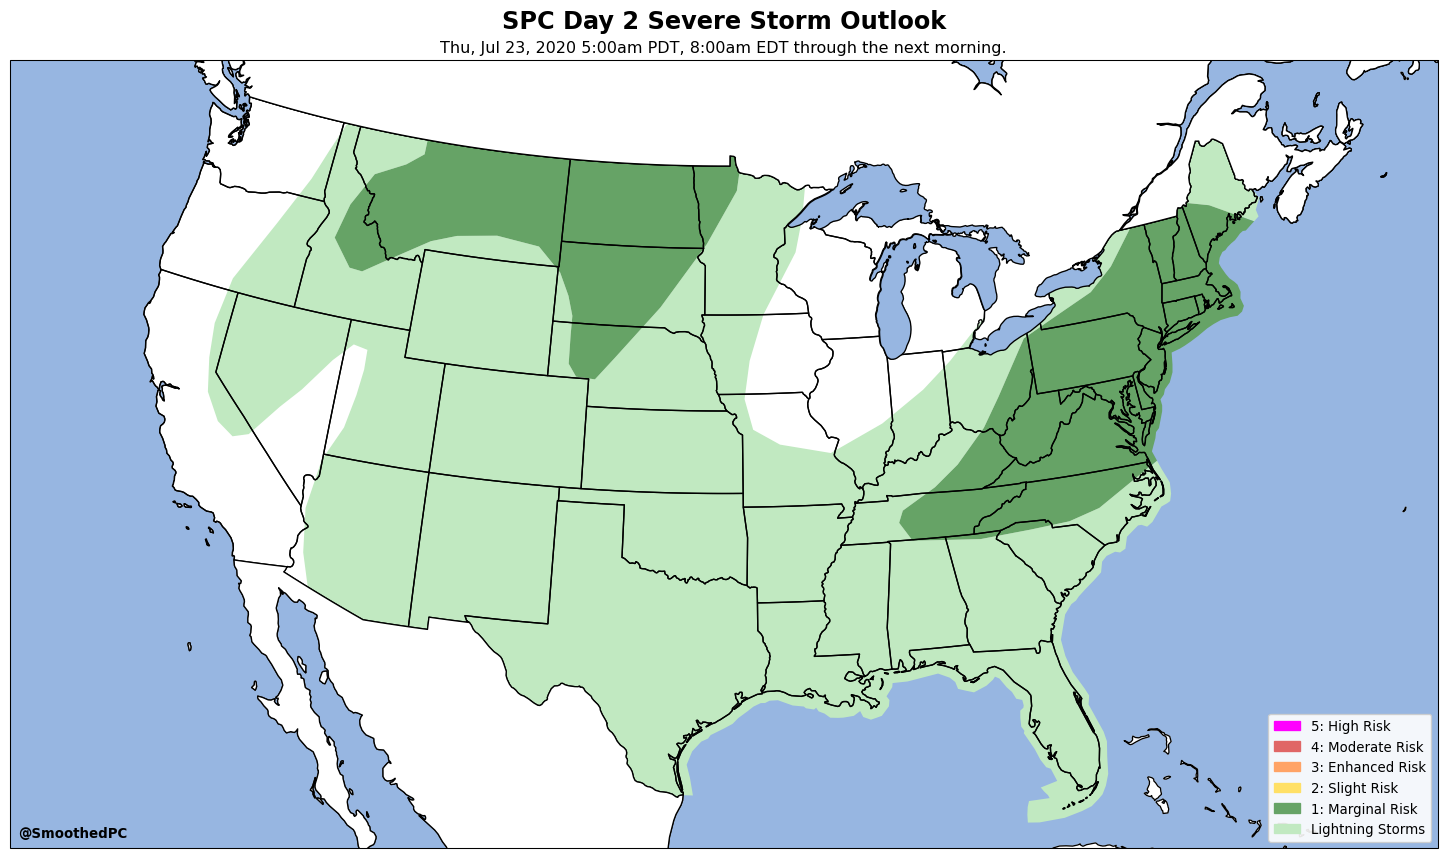 SPC Day 2 Severe Storm Outlook
Thu, Jul 23, 2020 5:00am PDT, 8:00am EDT through the next morning.
5: High Risk
4: Moderate Risk
3: Enhanced Risk
2: Slight Risk
1: Marginal Risk
Lightning Storms
@SmoothedPC